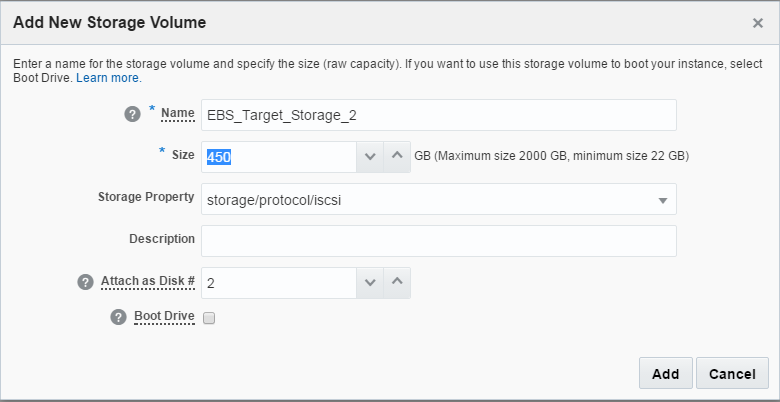 Add New Storage Volume ×
Enter a name for the storage volume and specify the size (raw capacity). If you want to use this storage volume to boot your instance, select
Boot Drive. Learn more.
? * Name EBS_Target_Storage_2
* Size 450 GB (Maximum size 2000 GB, minimum size 22 GB)
Storage Property storage/protocol/iscsi
Description
? Attach as Disk # 2
? Boot Drive
Add Cancel